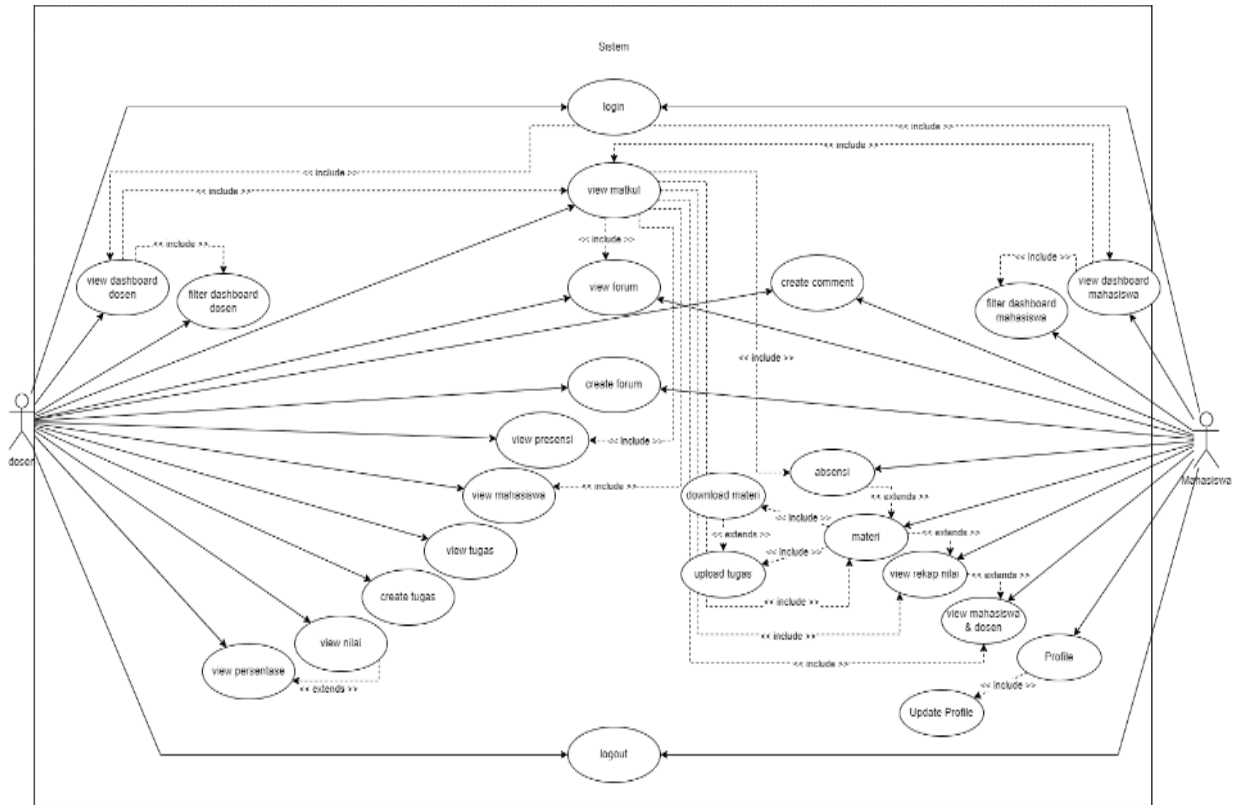 Sistem
login
<< include >>
<< include >>
<< include >>
<< include >>
view matkul
<< include >>
<< include >>
<< include >>
<< include >>
view dashboard
dosen
filter dashboard
dosen
view forum
create comment
filter dashboard
mahasiswa
view dashboard
mahasiswa
<< include >>
create forum
view presensi
<< include >>
dosen
Mahasiswa
absensi
view mahasiswa
<< include >>
download materi
<< extends >>
<< include >>
materi
<< extends >>
<< extends >>
view tugas
<< include >>
upload tugas
view rekap nilai
<< extends >>
create tugas
<< include >>
view mahasiswa
& dosen
view nilai
<< include >>
view persentase
<< include >>
Profile
<< extends >>
<< include >>
Update Profile
logout